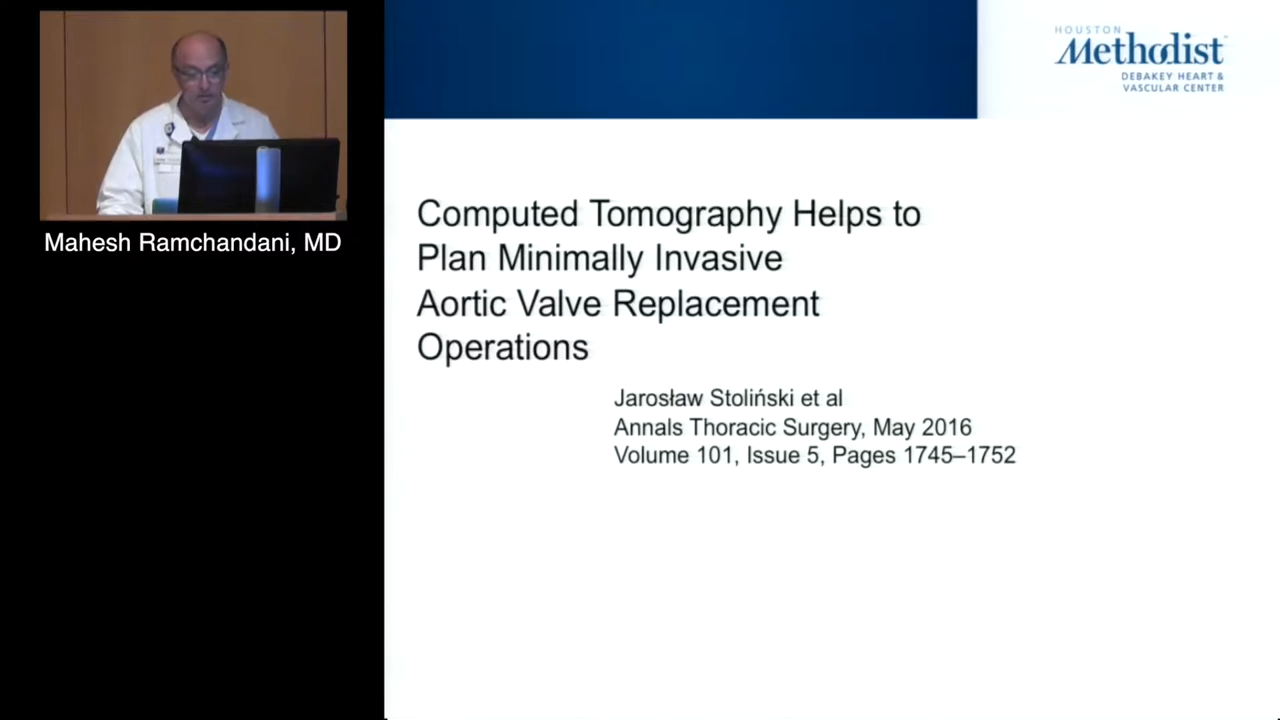 HOUSTON
Methodist
DEBAKEY HEART &
VASCULAR CENTER
Mahesh Ramchandani, MD
Computed Tomography Helps to
Plan Minimally Invasive
Aortic Valve Replacement
Operations
Jarosław Stoliński et al
Annals Thoracic Surgery, May 2016
Volume 101, Issue 5, Pages 1745–1752